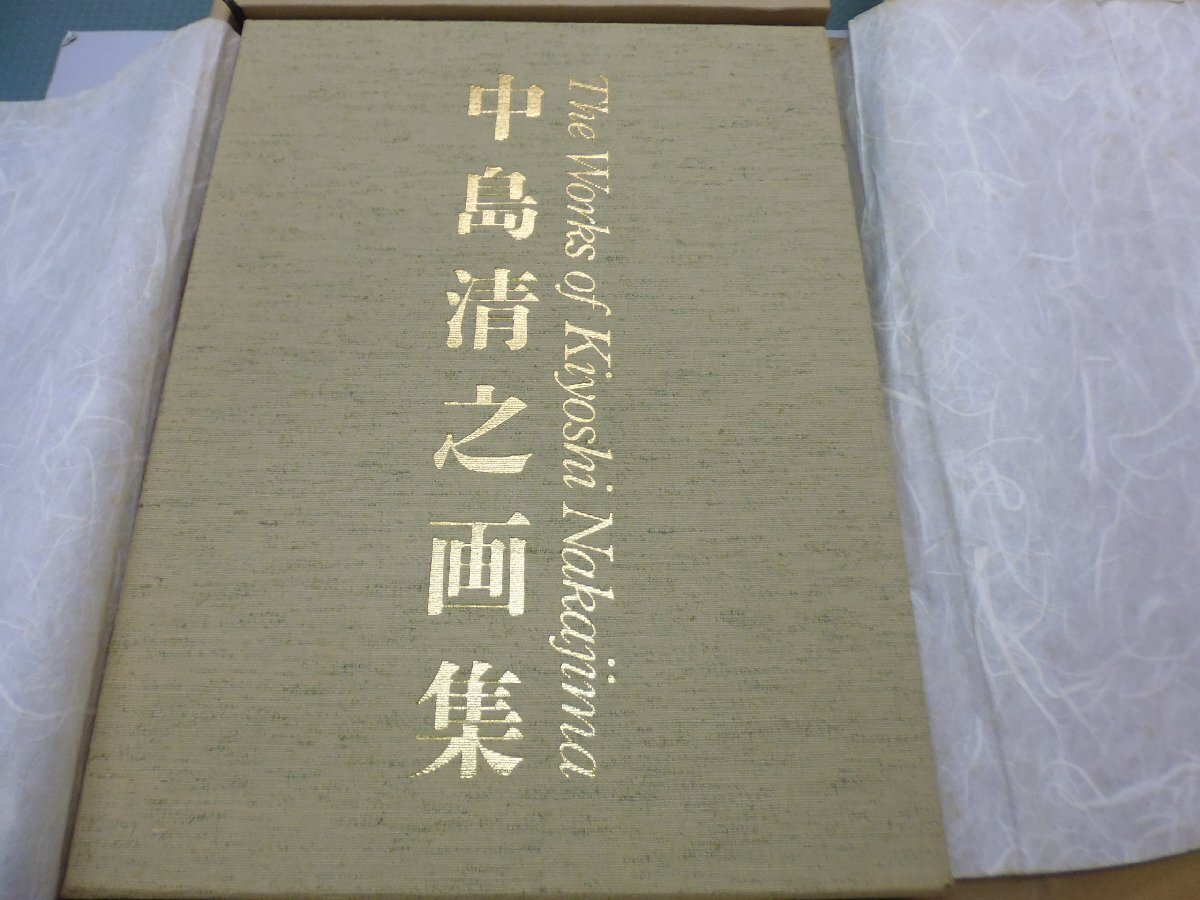 中島清之画集
The Works of Kiyoshi Nakajima